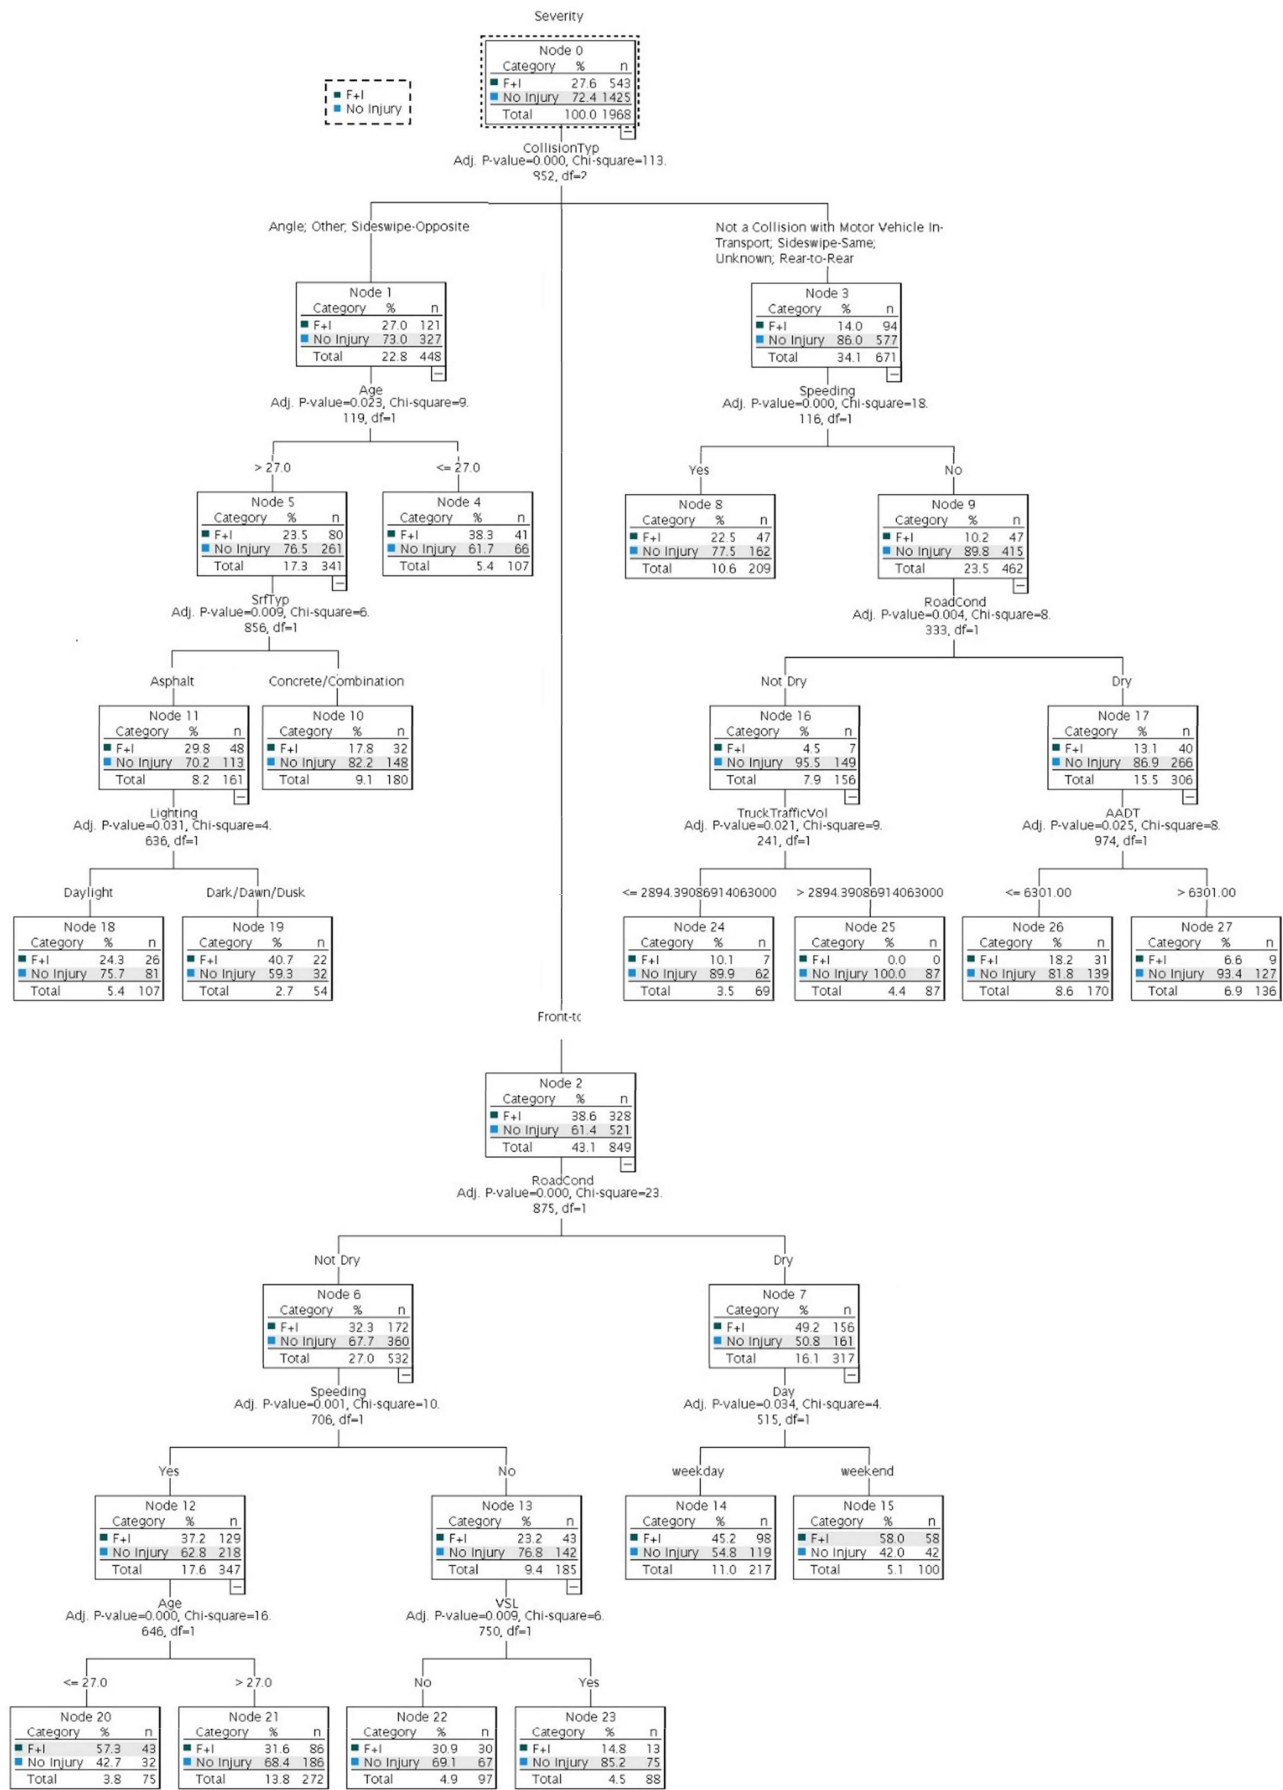 Severity
F+I
No Injury
Node 0
Category % n
F+I 27.6 543
No Injury 72.4 1425
Total 100.0 1968
CollisionTyp
Adj. P-value=0.000, Chi-square=113.
952, df=2
Angle; Other; Sideswipe-Opposite
Not a Collision with Motor Vehicle In-
Transport; Sideswipe-Same;
Unknown; Rear-to-Rear
Node 1
Category % n
F+I 27.0 121
No Injury 73.0 327
Total 22.8 448
Age
Adj. P-value=0.023, Chi-square=9.
119, df=1
Node 3
Category % n
F+I 14.0 94
No Injury 86.0 577
Total 34.1 671
Speeding
Adj. P-value=0.000, Chi-square=18.
116, df=1
> 27.0
<= 27.0
Yes
No
Node 5
Category % n
F+I 23.5 80
No Injury 76.5 261
Total 17.3 341
SrfTyp
Adj. P-value=0.009, Chi-square=6.
856, df=1
Node 4
Category % n
F+I 38.3 41
No Injury 61.7 66
Total 5.4 107
Node 8
Category % n
F+I 22.5 47
No Injury 77.5 162
Total 10.6 209
Node 9
Category % n
F+I 10.2 47
No Injury 89.8 415
Total 23.5 462
RoadCond
Adj. P-value=0.004, Chi-square=8.
333, df=1
Asphalt
Concrete/Combination
Not Dry
Dry
Node 11
Category % n
F+I 29.8 48
No Injury 70.2 113
Total 8.2 161
Lighting
Adj. P-value=0.031, Chi-square=4.
636, df=1
Node 10
Category % n
F+I 17.8 32
No Injury 82.2 148
Total 9.1 180
Node 16
Category % n
F+I 4.5 7
No Injury 95.5 149
Total 7.9 156
TruckTrafficVol
Adj. P-value=0.021, Chi-square=9.
241, df=1
Node 17
Category % n
F+I 13.1 40
No Injury 86.9 266
Total 15.5 306
AADT
Adj. P-value=0.025, Chi-square=8.
974, df=1
Daylight
Dark/Dawn/Dusk
<= 2894.39086914063000
> 2894.39086914063000
<= 6301.00
> 6301.00
Node 18
Category % n
F+I 24.3 26
No Injury 75.7 81
Total 5.4 107
Node 19
Category % n
F+I 40.7 22
No Injury 59.3 32
Total 2.7 54
Node 24
Category % n
F+I 10.1 7
No Injury 89.9 62
Total 3.5 69
Node 25
Category % n
F+I 0.0 0
No Injury 100.0 87
Total 4.4 87
Node 26
Category % n
F+I 18.2 31
No Injury 81.8 139
Total 8.6 170
Node 27
Category % n
F+I 6.6 9
No Injury 93.4 127
Total 6.9 136
Front-to
Node 2
Category % n
F+I 38.6 328
No Injury 61.4 521
Total 43.1 849
RoadCond
Adj. P-value=0.000, Chi-square=23.
875, df=1
Not Dry
Dry
Node 6
Category % n
F+I 32.3 172
No Injury 67.7 360
Total 27.0 532
Speeding
Adj. P-value=0.001, Chi-square=10.
706, df=1
Node 7
Category % n
F+I 49.2 156
No Injury 50.8 161
Total 16.1 317
Day
Adj. P-value=0.034, Chi-square=4.
515, df=1
Yes
No
weekday
weekend
Node 12
Category % n
F+I 37.2 129
No Injury 62.8 218
Total 17.6 347
Age
Adj. P-value=0.000, Chi-square=16.
646, df=1
Node 13
Category % n
F+I 23.2 43
No Injury 76.8 142
Total 9.4 185
VSL
Adj. P-value=0.009, Chi-square=6.
750, df=1
Node 14
Category % n
F+I 45.2 98
No Injury 54.8 119
Total 11.0 217
Node 15
Category % n
F+I 58.0 58
No Injury 42.0 42
Total 5.1 100
<= 27.0
> 27.0
No
Yes
Node 20
Category % n
F+I 57.3 43
No Injury 42.7 32
Total 3.8 75
Node 21
Category % n
F+I 31.6 86
No Injury 68.4 186
Total 13.8 272
Node 22
Category % n
F+I 30.9 30
No Injury 69.1 67
Total 4.9 97
Node 23
Category % n
F+I 14.8 13
No Injury 85.2 75
Total 4.5 88